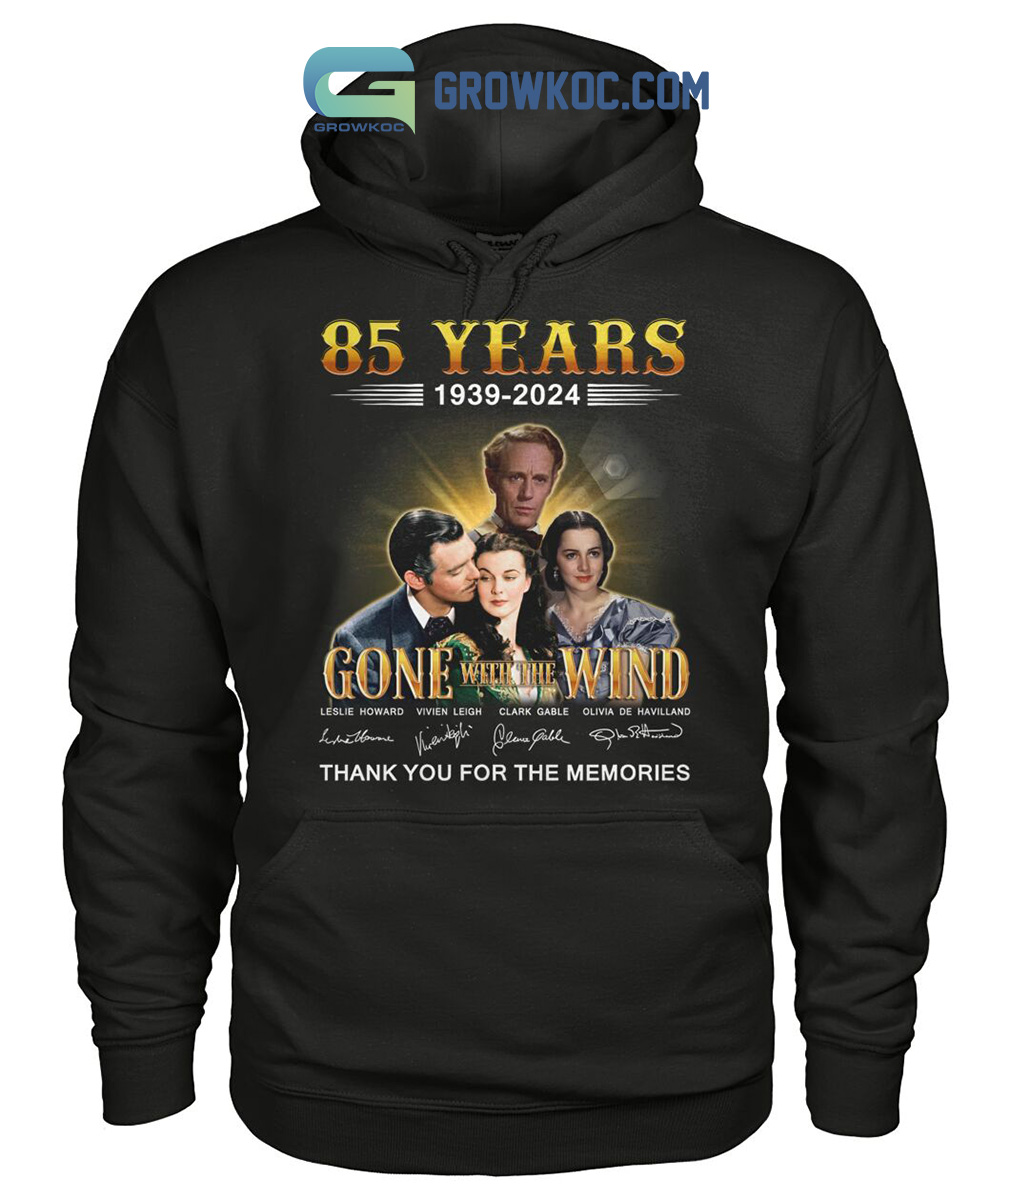 GROWKOC.COM
GROWKOC
85 YEARS
1939-2024
GONE WITH THE WIND
LESLIE HOWARD VIVIEN LEIGH CLARK GABLE OLIVIA DE HAVILLAND
THANK YOU FOR THE MEMORIES